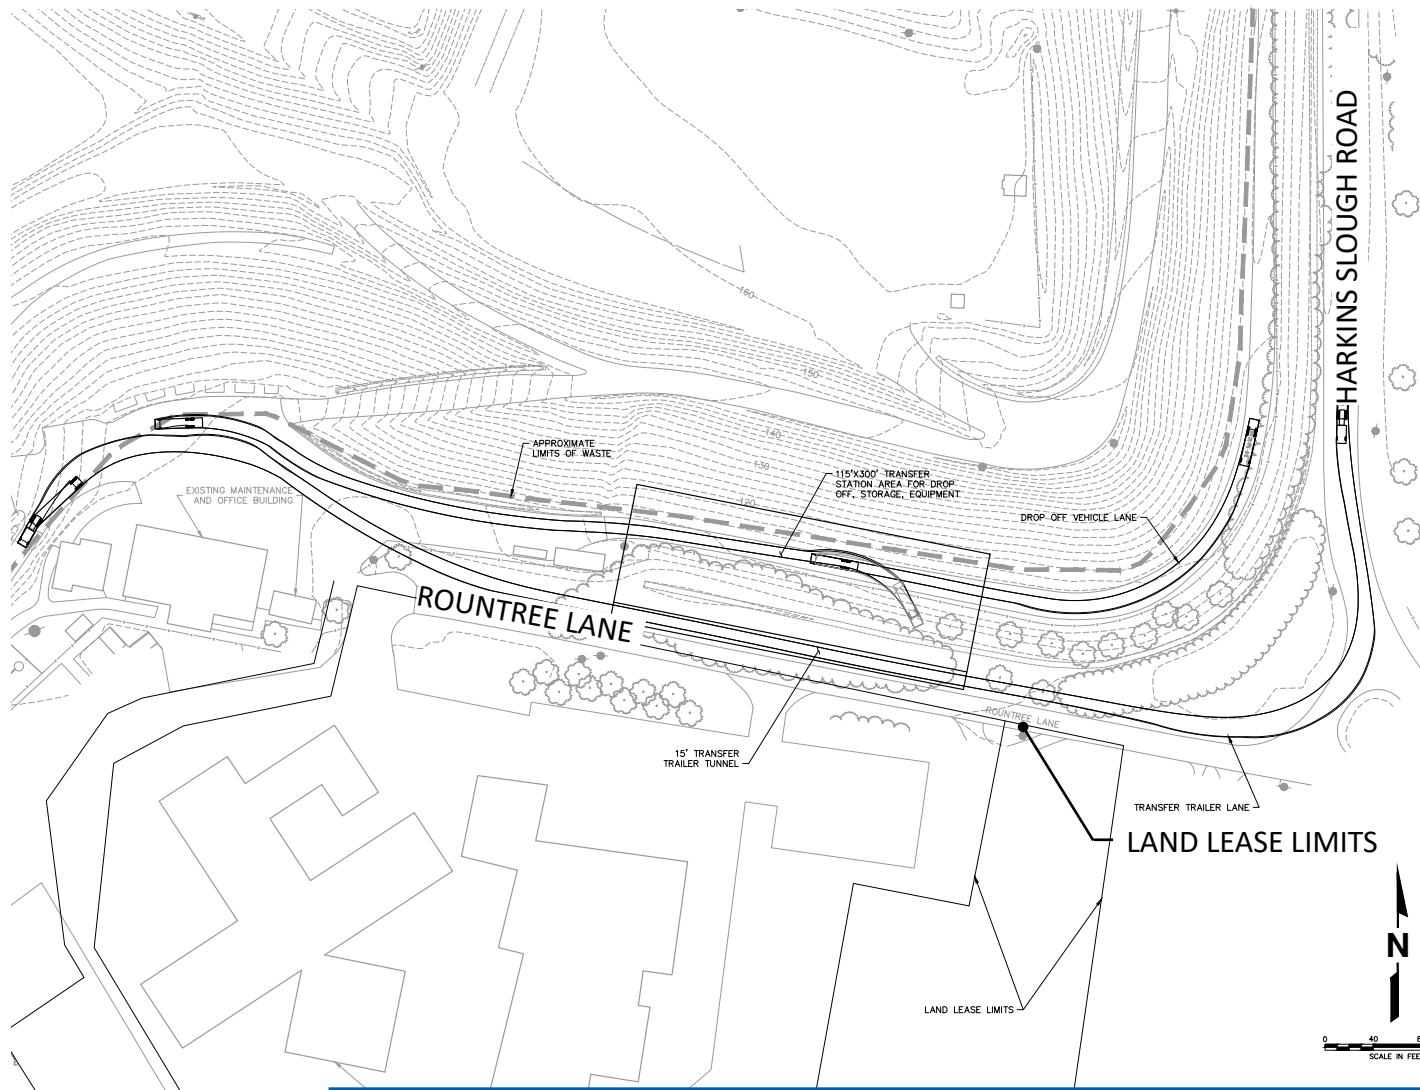 HARKINS SLOUGH ROAD
160
150
140
130
120
APPROXIMATE
LIMITS OF WASTE
115'X300' TRANSFER
STATION AREA FOR DROP
OFF, STORAGE, EQUIPMENT
EXISTING MAINTENANCE
AND OFFICE BUILDING
DROP OFF VEHICLE LANE
ROUNTREE LANE
ROUNTREE LANE
15' TRANSFER
TRAILER TUNNEL
TRANSFER TRAILER LANE
LAND LEASE LIMITS
N
LAND LEASE LIMITS
0 40
SCALE IN FEE